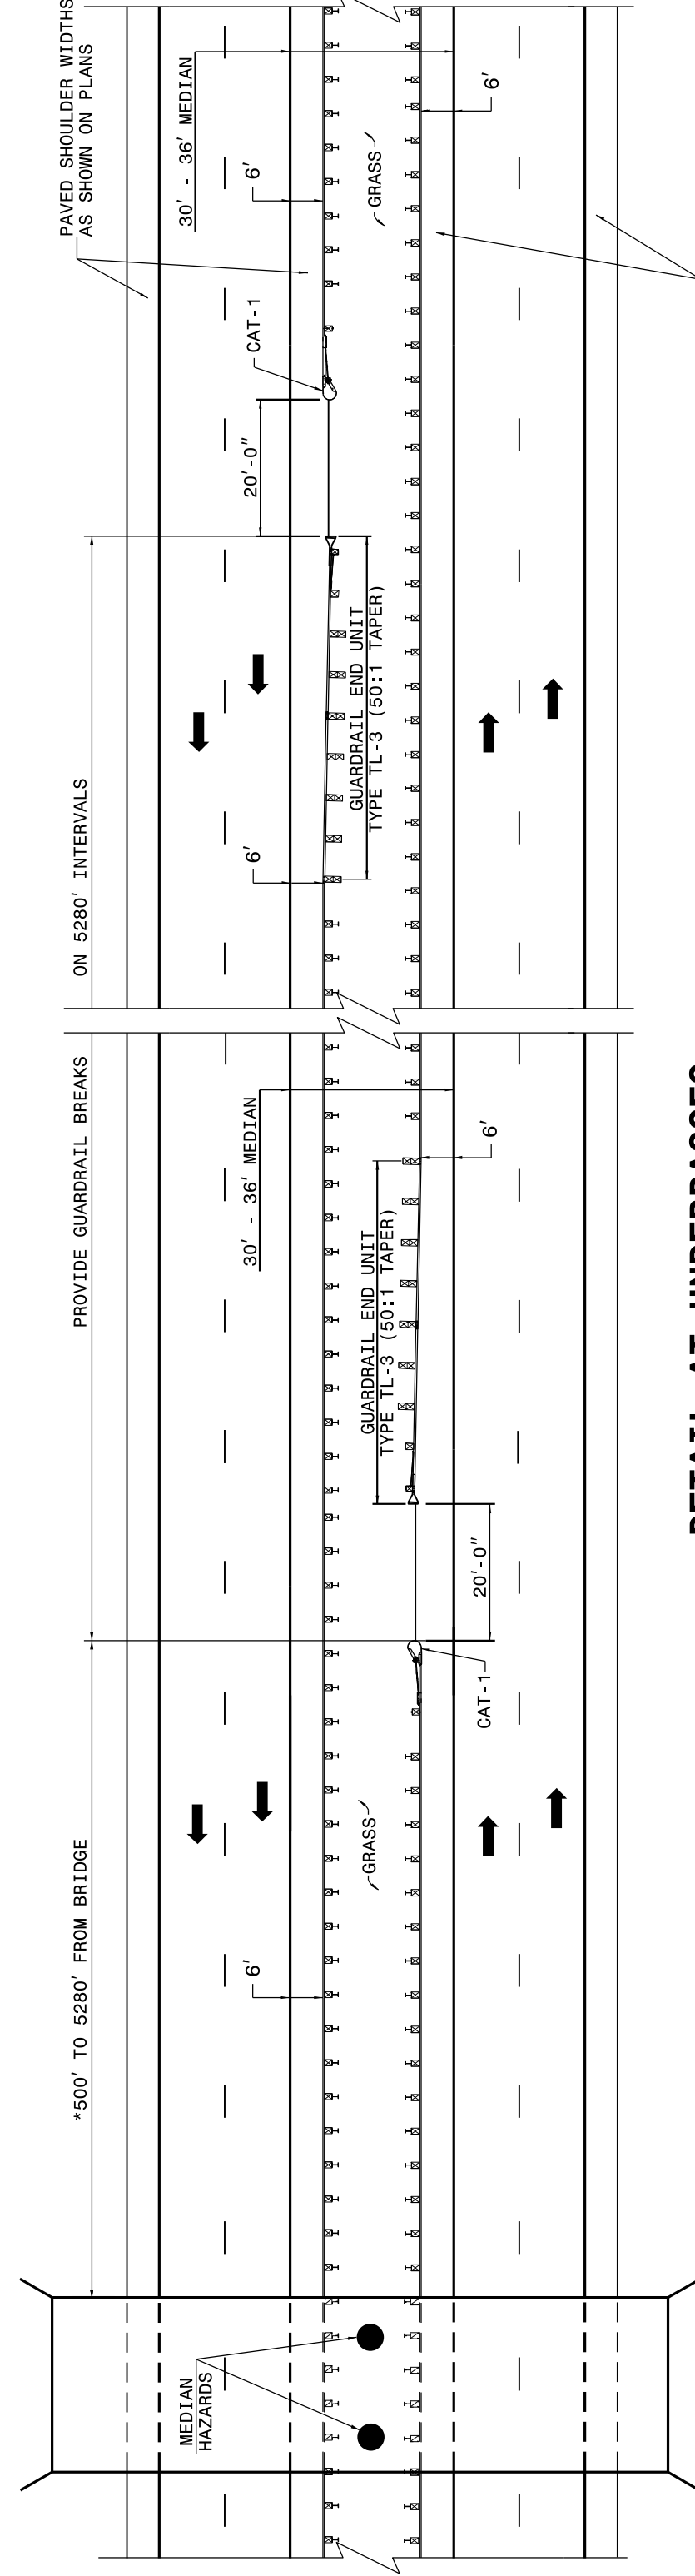 PAVED SHOULDER WIDTHS
AS SHOWN ON PLANS
30' - 36' MEDIAN
6'
6'
GRASS
CAT-1
20'-0"
GUARDRAIL END UNIT
TYPE TL-3 (50:1 TAPER)
6'
ON 5280' INTERVALS
PROVIDE GUARDRAIL BREAKS
30' - 36' MEDIAN
6'
GUARDRAIL END UNIT
TYPE TL-3 (50:1 TAPER)
20'-0"
CAT-1
GRASS
*500' TO 5280' FROM BRIDGE
6'
MEDIAN
HAZARDS
DETAIL AT UNDERPASSES